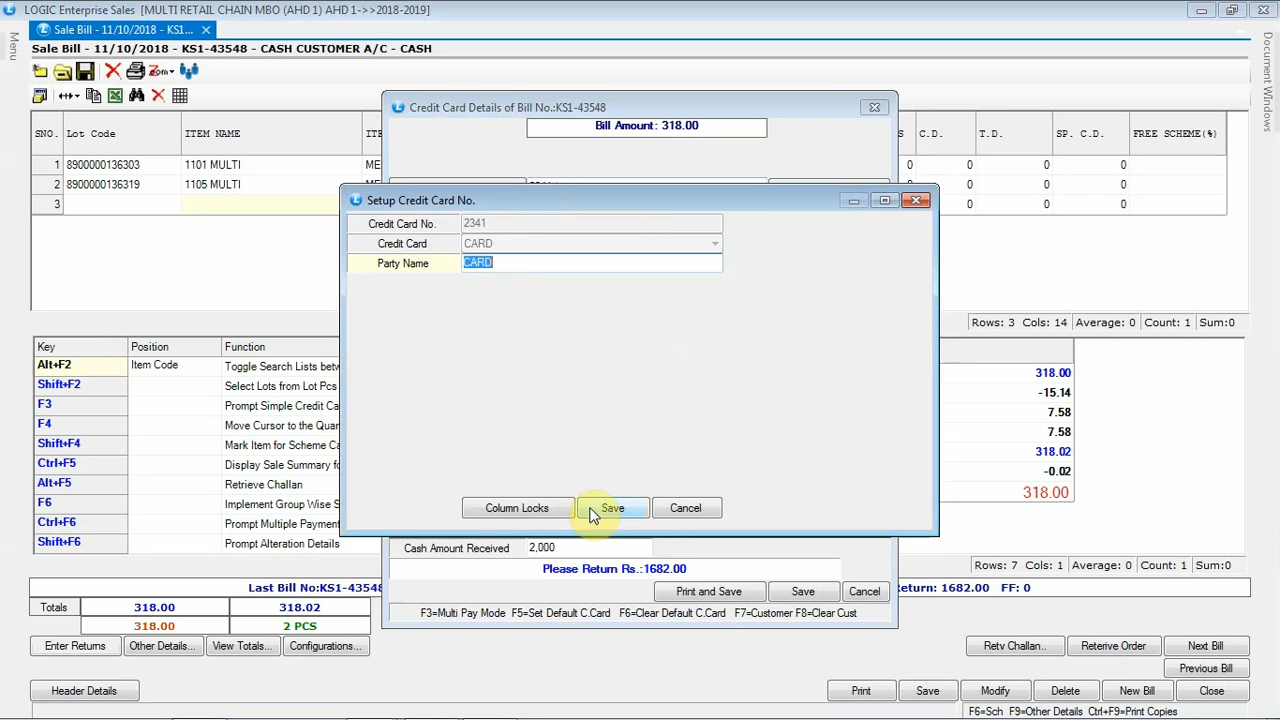 LOGIC Enterprise Sales [MULTI RETAIL CHAIN MBO (AHD 1) AHD 1->>2018-2019]
Menu
Sale Bill - 11/10/2018 - KS1...
Document Windows
Sale Bill - 11/10/2018 - KS1-43548 - CASH CUSTOMER A/C - CASH
Zoom
Credit Card Details of Bill No.:KS1-43548
Bill Amount: 318.00
SNO. Lot Code ITEM NAME C.D. T.D. SP. C.D. FREE SCHEME(%)
1 8900000136303 1101 MULTI ME 0 0 0
2 8900000136319 1105 MULTI ME 0 0 0
3 0 0 0
Setup Credit Card No.
Credit Card No. 2341
Credit Card CARD
Party Name CARD
Column Locks Save Cancel
Rows: 3 Cols: 14 Average: 0 Count: 1 Sum:0
Key Position Function
Alt+F2 Item Code Toggle Search Lists betw
Shift+F2 Select Lots from Lot Pcs
F3 Prompt Simple Credit Ca
F4 Move Cursor to the Quar
Shift+F4 Mark Item for Scheme Ca
Ctrl+F5 Display Sale Summary fo
Alt+F5 Retrieve Challan
F6 Implement Group Wise S
Ctrl+F6 Prompt Multiple Payment
Shift+F6 Prompt Alteration Details
318.00
-15.14
7.58
7.58
318.02
-0.02
318.00
Cash Amount Received 2,000
Please Return Rs.:1682.00
Print and Save Save Cancel
F3=Multi Pay Mode F5=Set Default C.Card F6=Clear Default C.Card F7=Customer F8=Clear Cust
Rows: 7 Cols: 1 Average: 0 Count: 1 Sum:0
Last Bill No:KS1-43548 Return: 1682.00 FF: 0
Totals 318.00 318.02
318.00 2 PCS
Enter Returns Other Details... View Totals... Configurations... Retv Challan.. Reterive Order Next Bill
Previous Bill
Header Details Print Save Modify Delete New Bill Close
F6=Sch F9=Other Details Ctrl+F9=Print Copies